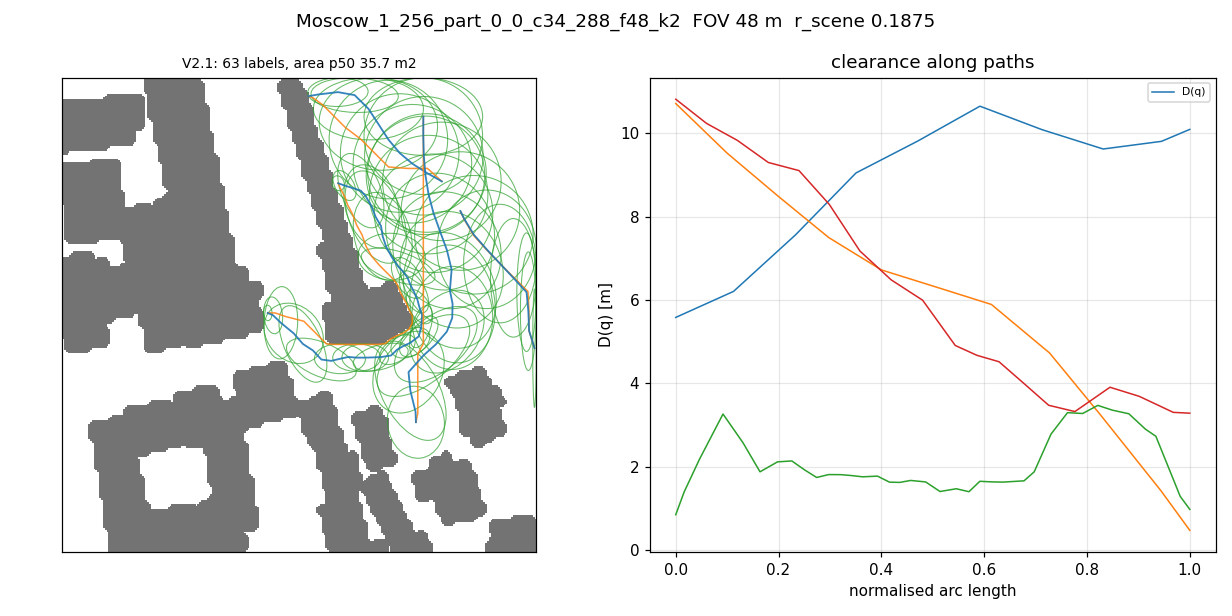 Moscow_1_256_part_0_0_c34_288_f48_k2  FOV 48 m  r_scene 0.1875
V2.1: 63 labels, area p50 35.7 m2
clearance along paths
D(q)
D(q) [m]
10
8
6
4
2
0
0.0
0.2
0.4
0.6
0.8
1.0
normalised arc length